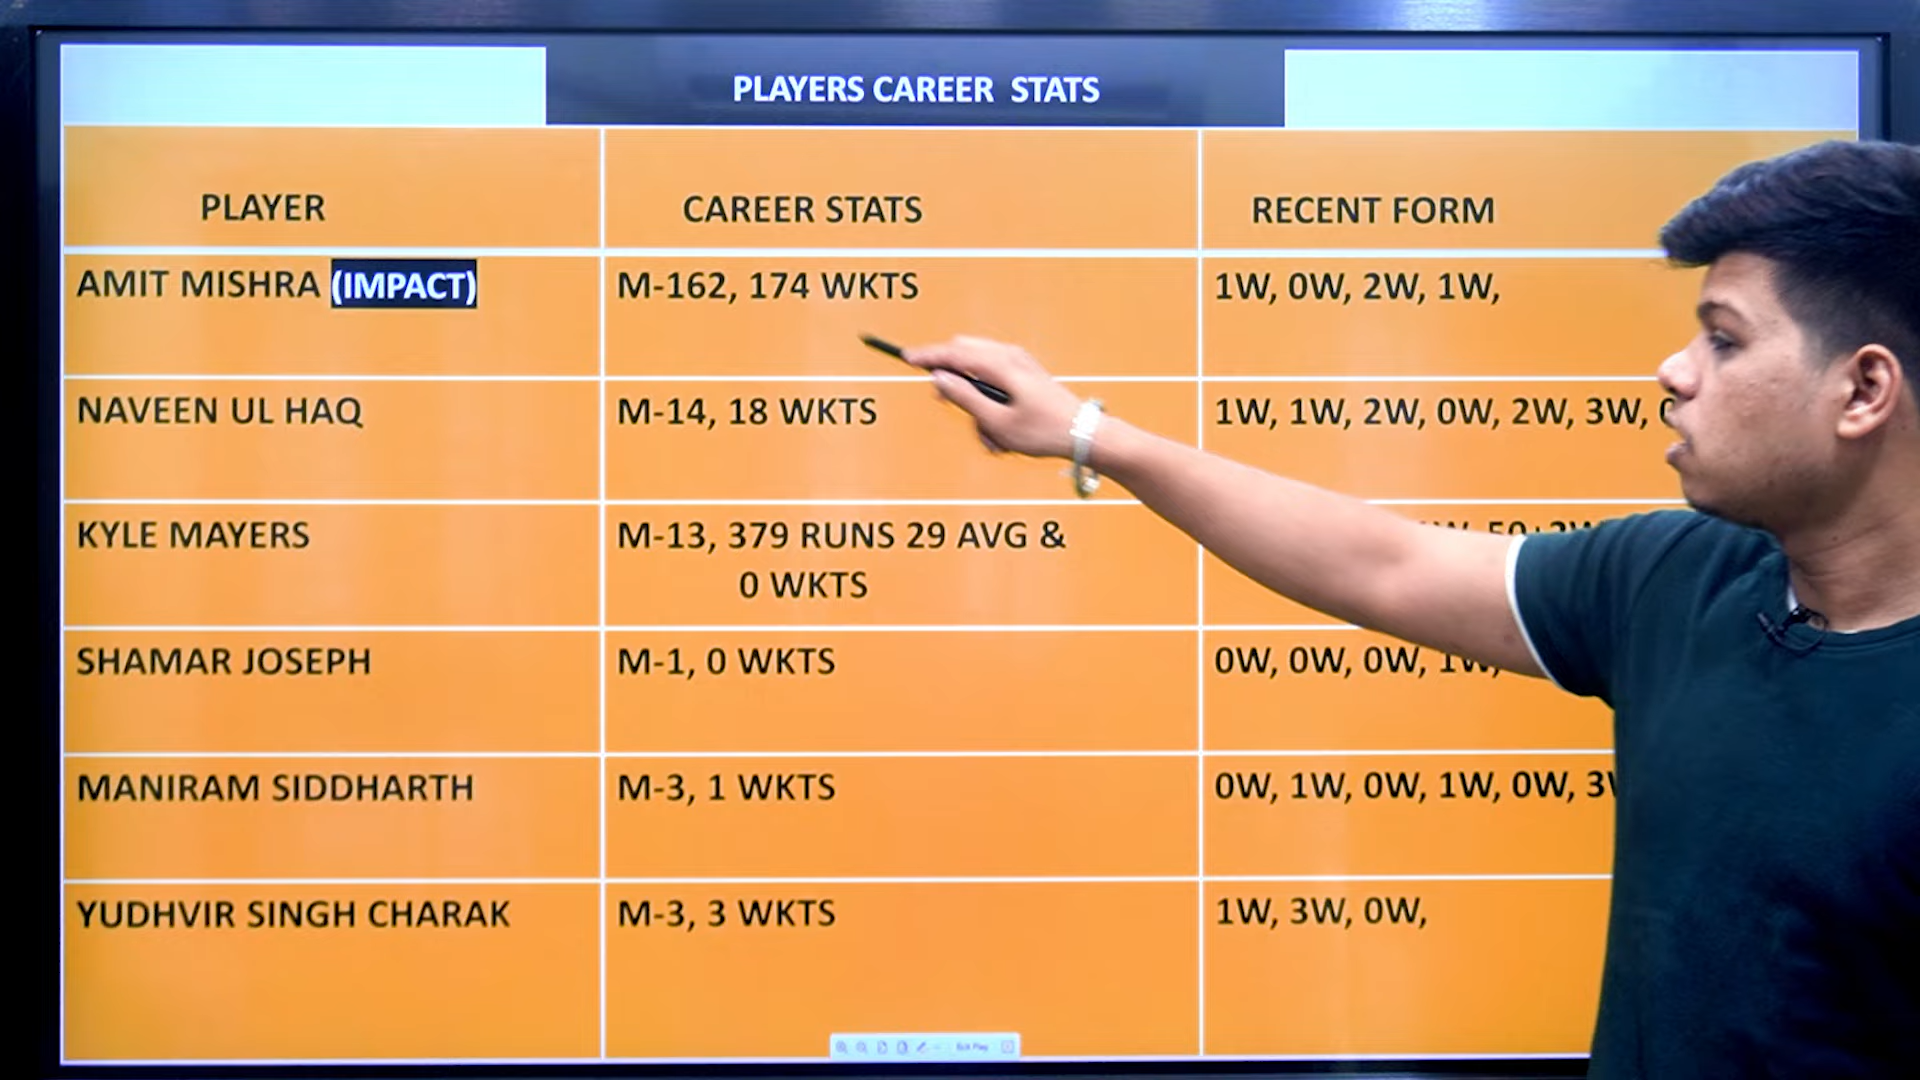 PLAYERS CAREER STATS
PLAYER
CAREER STATS
RECENT FORM
AMIT MISHRA (IMPACT)
M-162, 174 WKTS
1W, 0W, 2W, 1W,
NAVEEN UL HAQ
M-14, 18 WKTS
1W, 1W, 2W, 0W, 2W, 3W,
KYLE MAYERS
M-13, 379 RUNS 29 AVG &
0 WKTS
SHAMAR JOSEPH
M-1, 0 WKTS
0W, 0W, 0W, 1W,
MANIRAM SIDDHARTH
M-3, 1 WKTS
0W, 1W, 0W, 1W, 0W,
YUDHVIR SINGH CHARAK
M-3, 3 WKTS
1W, 3W, 0W,